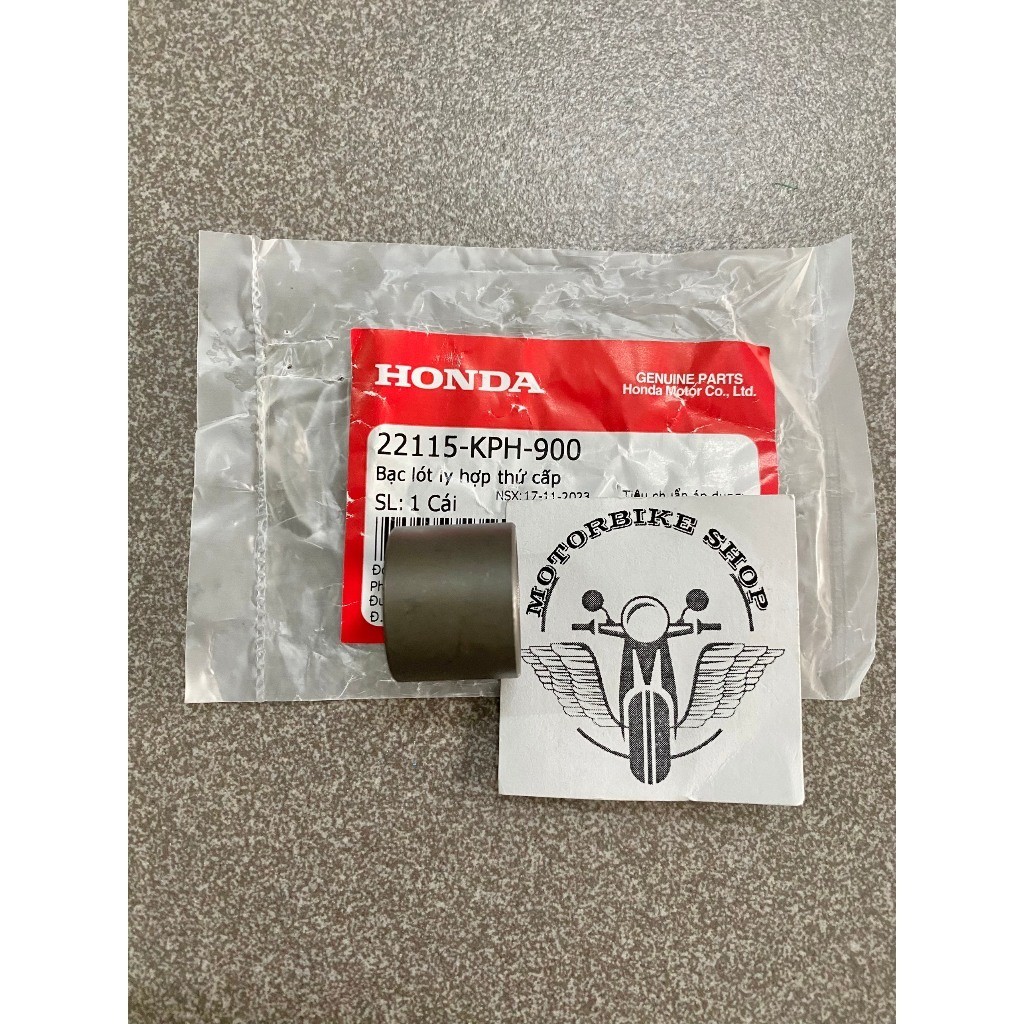 HONDA
GENUINE PARTS
Honda Motor Co., Ltd.
22115-KPH-900
Bạc lót ly hợp thứ cấp
NSX: 17-11-2023
SL: 1 Cái
MOTORBIKE SHOP